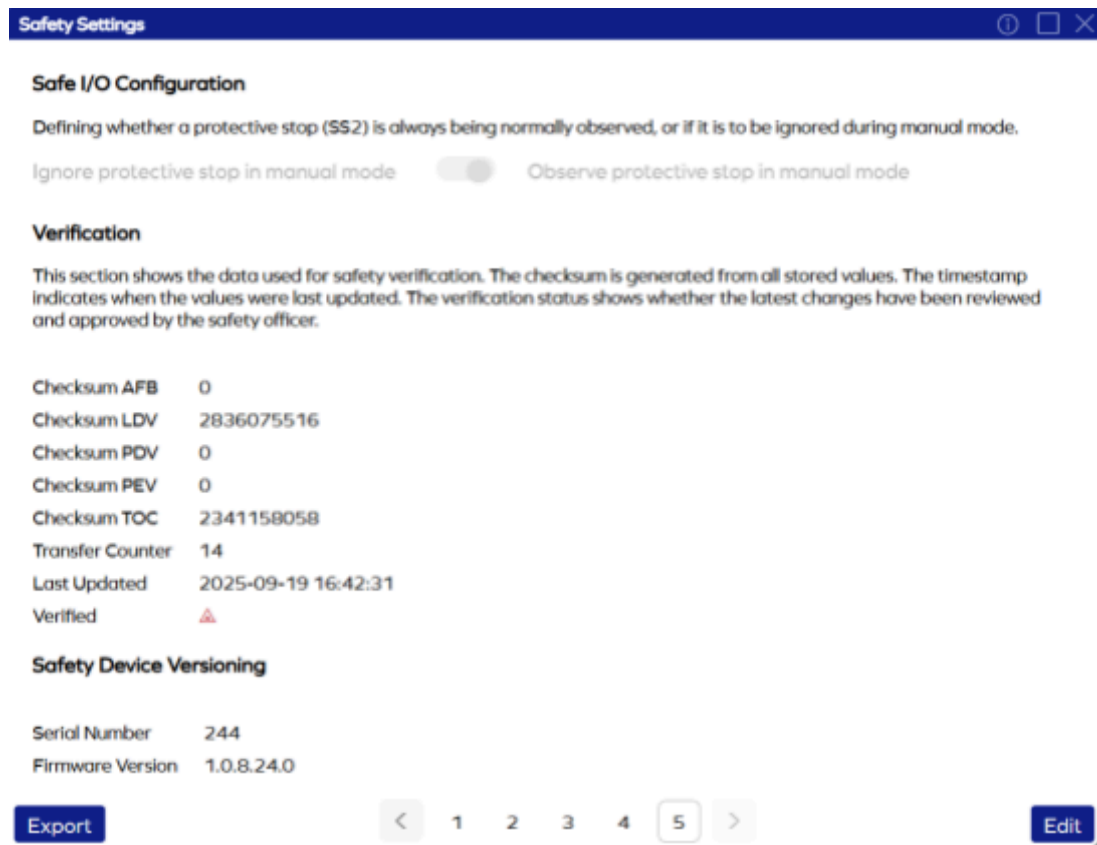 Safety Settings
Safe I/O Configuration
Defining whether a protective stop (SS2) is always being normally observed, or if it is to be ignored during manual mode.
Ignore protective stop in manual mode Observe protective stop in manual mode
Verification
This section shows the data used for safety verification. The checksum is generated from all stored values. The timestamp
indicates when the values were last updated. The verification status shows whether the latest changes have been reviewed
and approved by the safety officer.
Checksum AFB 0
Checksum LDV 2836075516
Checksum PDV 0
Checksum PEV 0
Checksum TOC 2341158058
Transfer Counter 14
Last Updated 2025-09-19 16:42:31
Verified
Safety Device Versioning
Serial Number 244
Firmware Version 1.0.8.24.0
Export < 1 2 3 4 5 > Edit